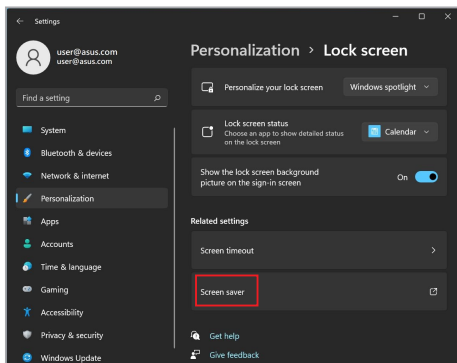 Settings
user@asus.com
user@asus.com
Find a setting
System
Bluetooth & devices
Network & internet
Personalization
Apps
Accounts
Time & language
Gaming
Accessibility
Privacy & security
Windows Update
Personalization > Lock screen
Personalize your lock screen
Windows spotlight
Lock screen status
Choose an app to show detailed status
on the lock screen
Calendar
Show the lock screen background
picture on the sign-in screen
On
Related settings
Screen timeout
Screen saver
Get help
Give feedback